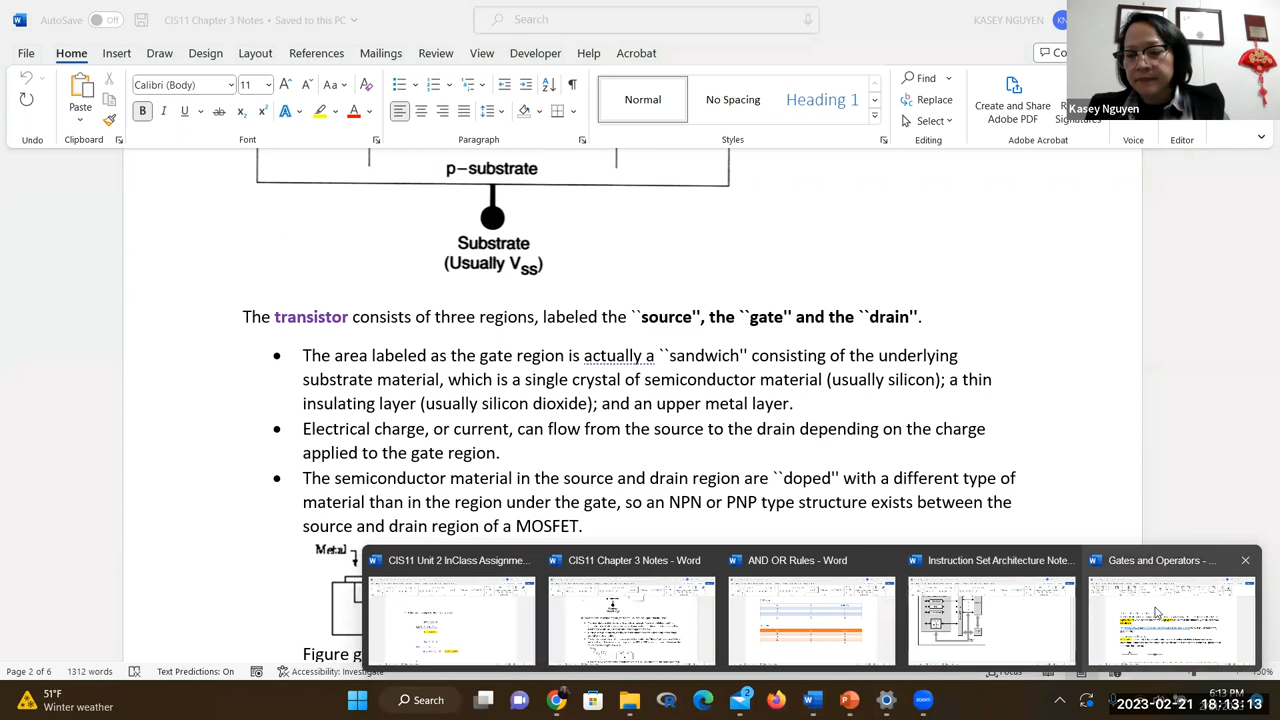 AutoSave
Off
CIS11 Chapter 3 Notes • Saved to this PC
Search
KASEY NGUYEN
KN
File
Home
Insert
Draw
Design
Layout
References
Mailings
Review
View
Developer
Help
Acrobat
Co
Calibri (Body)
11
Aa
Paste
B
I
U
ab
Normal
No Spacing
Heading 1
Find
Replace
Select
Create and Share
Adobe PDF
Kasey Nguyen
Undo
Clipboard
Font
Paragraph
Styles
Editing
Adobe Acrobat
Voice
Editor
p–substrate
Substrate
(Usually VSS)
The transistor consists of three regions, labeled the ``source'', the ``gate'' and the ``drain''.
• The area labeled as the gate region is actually a ``sandwich'' consisting of the underlying
substrate material, which is a single crystal of semiconductor material (usually silicon); a thin
insulating layer (usually silicon dioxide); and an upper metal layer.
• Electrical charge, or current, can flow from the source to the drain depending on the charge
applied to the gate region.
• The semiconductor material in the source and drain region are ``doped'' with a different type of
material than in the region under the gate, so an NPN or PNP type structure exists between the
source and drain region of a MOSFET.
Metal
Figure g
CIS11 Unit 2 InClass Assignme...
CIS11 Chapter 3 Notes - Word
AND OR Rules - Word
Instruction Set Architecture Note...
Gates and Operators - ...
Page 2 of 6
1312 words
Text Predictions: On
Accessibility: Investigate
Focus
51°F
Winter weather
Search
2
6:13 PM
2023-02-21 18:13:13